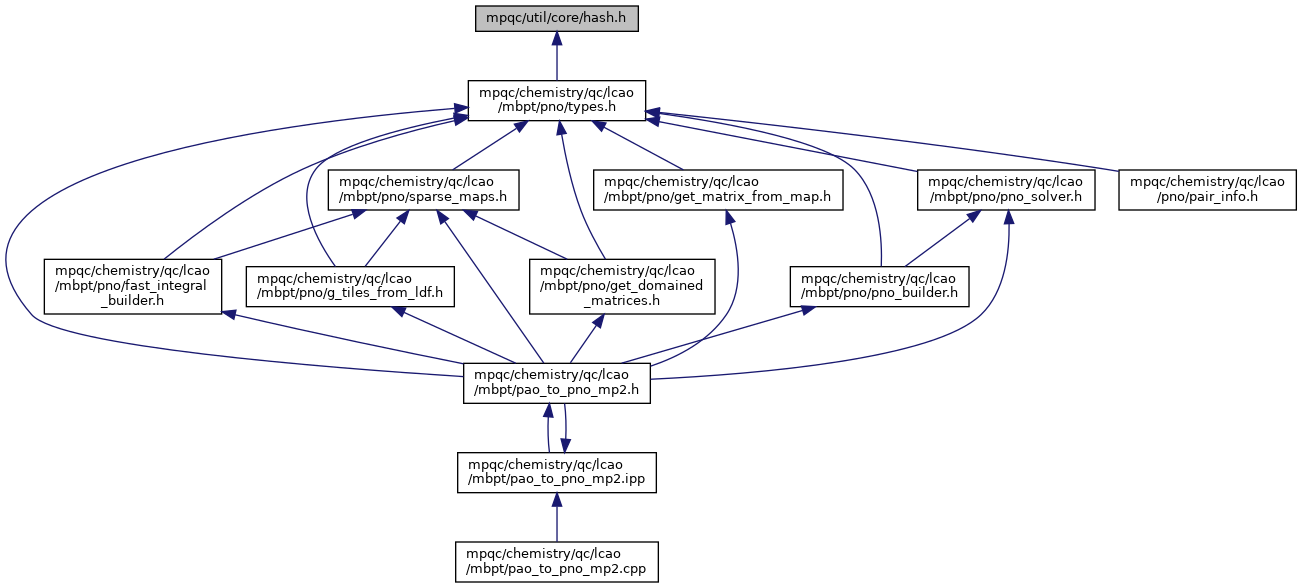 mpqc/util/core/hash.h
mpqc/chemistry/qc/lcao
/mbpt/pno/types.h
mpqc/chemistry/qc/lcao
/mbpt/pno/sparse_maps.h
mpqc/chemistry/qc/lcao
/mbpt/pno/get_matrix_from_map.h
mpqc/chemistry/qc/lcao
/mbpt/pno/pno_solver.h
mpqc/chemistry/qc/lcao
/pno/pair_info.h
mpqc/chemistry/qc/lcao
/mbpt/pno/fast_integral
_builder.h
mpqc/chemistry/qc/lcao
/mbpt/pno/g_tiles_from_ldf.h
mpqc/chemistry/qc/lcao
/mbpt/pno/get_domained
_matrices.h
mpqc/chemistry/qc/lcao
/mbpt/pno/pno_builder.h
mpqc/chemistry/qc/lcao
/mbpt/pao_to_pno_mp2.h
mpqc/chemistry/qc/lcao
/mbpt/pao_to_pno_mp2.ipp
mpqc/chemistry/qc/lcao
/mbpt/pao_to_pno_mp2.cpp